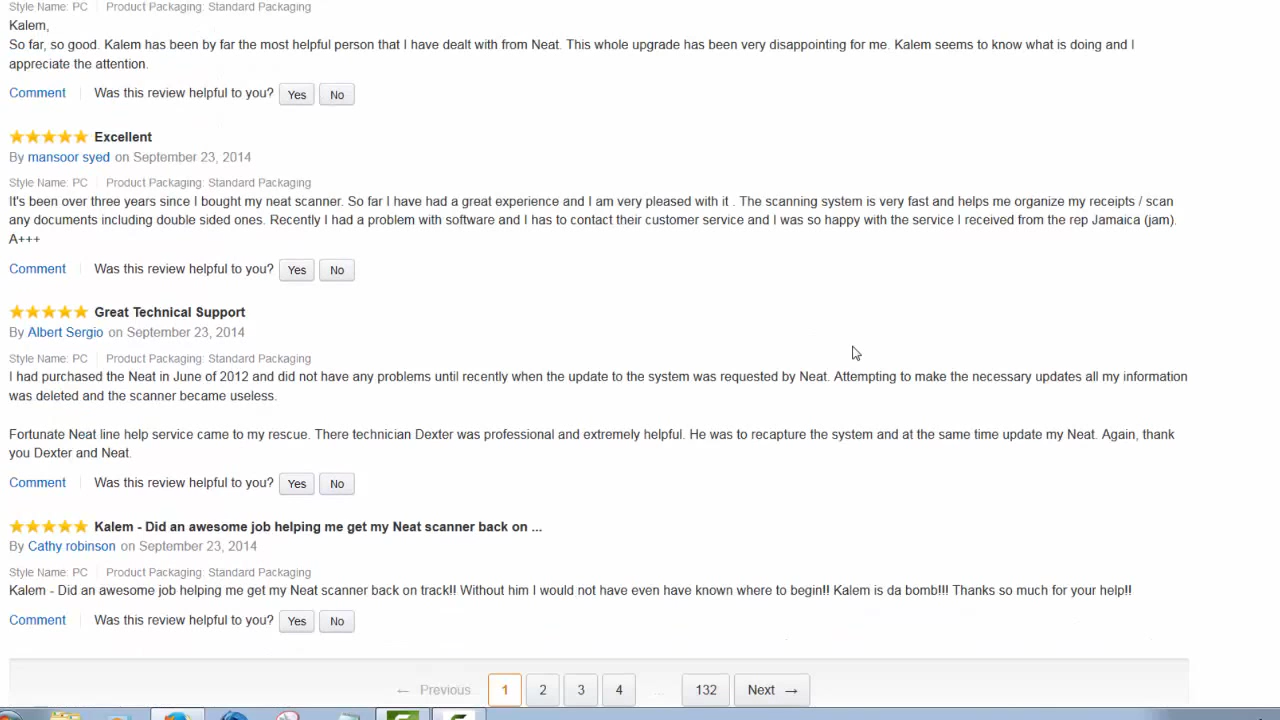 Style Name: PC | Product Packaging: Standard Packaging
Kalem,
So far, so good. Kalem has been by far the most helpful person that I have dealt with from Neat. This whole upgrade has been very disappointing for me. Kalem seems to know what is doing and I
appreciate the attention.
Comment | Was this review helpful to you? Yes No
Excellent
By mansoor syed on September 23, 2014
Style Name: PC | Product Packaging: Standard Packaging
It's been over three years since I bought my neat scanner. So far I have had a great experience and I am very pleased with it . The scanning system is very fast and helps me organize my receipts / scan
any documents including double sided ones. Recently I had a problem with software and I has to contact their customer service and I was so happy with the service I received from the rep Jamaica (jam).
A+++
Comment | Was this review helpful to you? Yes No
Great Technical Support
By Albert Sergio on September 23, 2014
Style Name: PC | Product Packaging: Standard Packaging
I had purchased the Neat in June of 2012 and did not have any problems until recently when the update to the system was requested by Neat. Attempting to make the necessary updates all my information
was deleted and the scanner became useless.
Fortunate Neat line help service came to my rescue. There technician Dexter was professional and extremely helpful. He was to recapture the system and at the same time update my Neat. Again, thank
you Dexter and Neat.
Comment | Was this review helpful to you? Yes No
Kalem - Did an awesome job helping me get my Neat scanner back on ...
By Cathy robinson on September 23, 2014
Style Name: PC | Product Packaging: Standard Packaging
Kalem - Did an awesome job helping me get my Neat scanner back on track!! Without him I would not have even have known where to begin!! Kalem is da bomb!!! Thanks so much for your help!!
Comment | Was this review helpful to you? Yes No
← Previous 1 2 3 4 ... 132 Next →